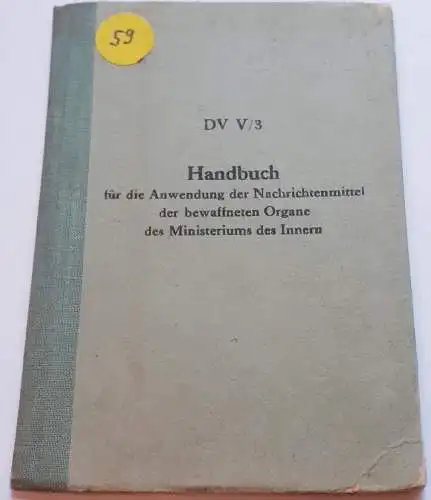 59
DV V/3
Handbuch
für die Anwendung der Nachrichtenmittel
der bewaffneten Organe
des Ministeriums des Innern